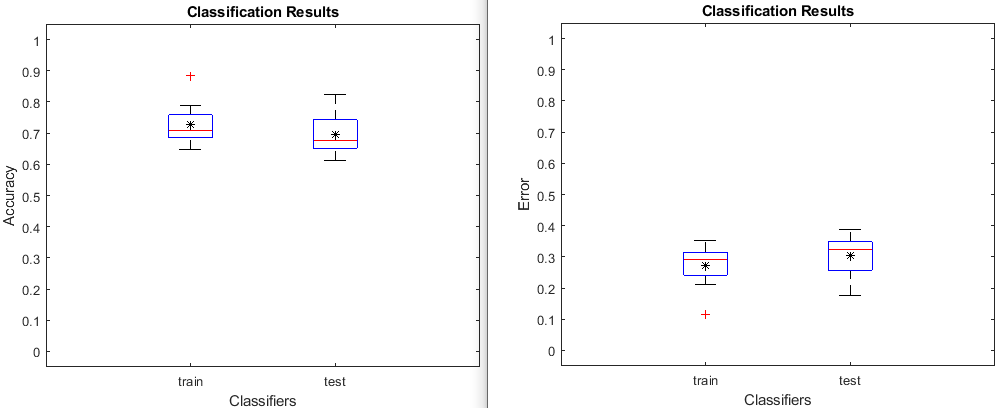 Classification Results
Accuracy
1
0.9
0.8
0.7
0.6
0.5
0.4
0.3
0.2
0.1
0
train test
Classifiers
Classification Results
Error
1
0.9
0.8
0.7
0.6
0.5
0.4
0.3
0.2
0.1
0
train test
Classifiers